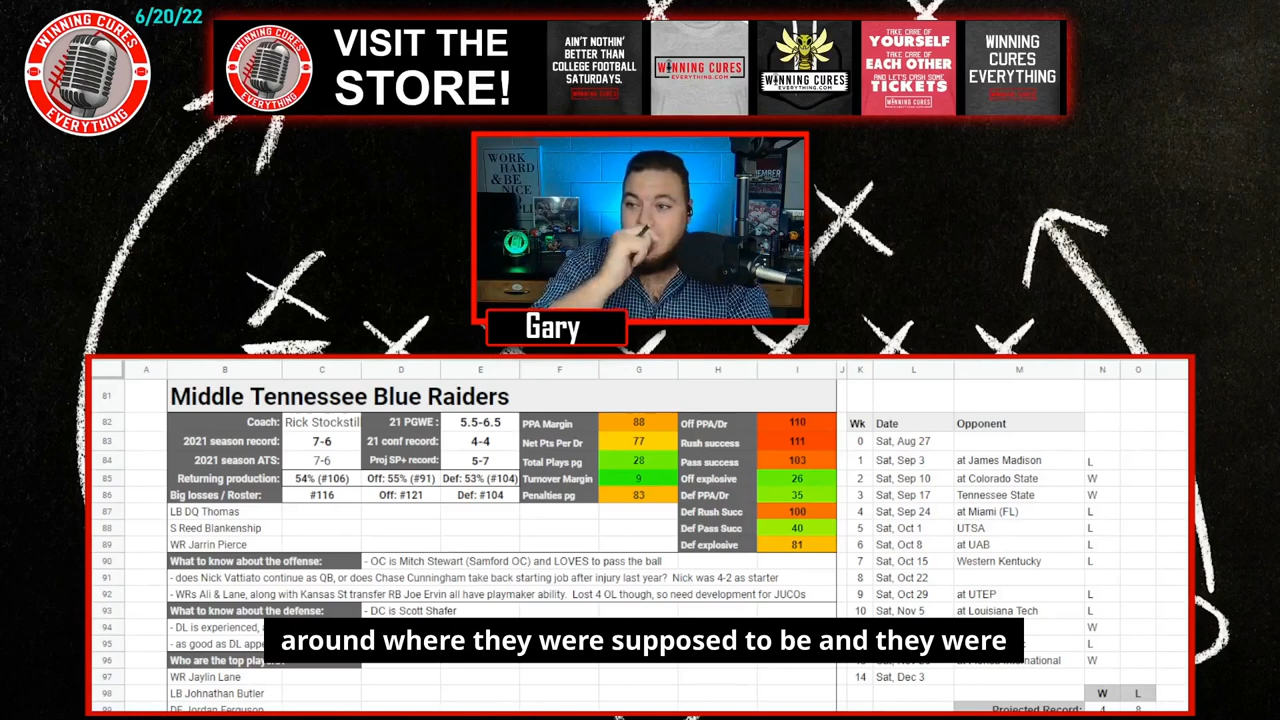 6/20/22
WINNING CURES
EVERYTHING
WINNING CURES
EVERYTHING
VISIT THE
STORE!
AIN'T NOTHIN'
BETTER THAN
COLLEGE FOOTBALL
SATURDAYS.
WINNING CURES
WINNING CURES
EVERYTHING.COM
WINNING CURES
EVERYTHING.COM
TAKE CARE OF
YOURSELF
TAKE CARE OF
EACH OTHER
AND LET'S CASH SOME
TICKETS
WINNING CURES
WINNING
CURES
EVERYTHING
WORK
HARD
& BE
NICE
Gary
A B C D E F G H I J K L M N O
81 Middle Tennessee Blue Raiders
82 Coach: Rick Stockstil 21 PGWE : 5.5-6.5 PPA Margin 88 Off PPA/Dr 110 Wk Date Opponent
83 2021 season record: 7-6 21 conf record: 4-4 Net Pts Per Dr 77 Rush success 111 0 Sat, Aug 27
84 2021 season ATS: 7-6 Proj SP+ record: 5-7 Total Plays pg 28 Pass success 103 1 Sat, Sep 3 at James Madison L
85 Returning production: 54% (#106) Off: 55% (#91) Def: 53% (#104) Turnover Margin 9 Off explosive 26 2 Sat, Sep 10 at Colorado State W
86 Big losses / Roster: #116 Off: #121 Def: #104 Penalties pg 83 Def PPA/Dr 35 3 Sat, Sep 17 Tennessee State W
87 LB DQ Thomas Def Rush Succ 100 4 Sat, Sep 24 at Miami (FL) L
88 S Reed Blankenship Def Pass Succ 40 5 Sat, Oct 1 UTSA L
89 WR Jarrin Pierce Def explosive 81 6 Sat, Oct 8 at UAB L
90 What to know about the offense: - OC is Mitch Stewart (Samford OC) and LOVES to pass the ball 7 Sat, Oct 15 Western Kentucky L
91 - does Nick Vattiato continue as QB, or does Chase Cunningham take back starting job after injury last year? Nick was 4-2 as starter 8 Sat, Oct 22
92 - WRs Ali & Lane, along with Kansas St transfer RB Joe Ervin all have playmaker ability. Lost 4 OL though, so need development for JUCOs 9 Sat, Oct 29 at UTEP L
93 What to know about the defense: - DC is Scott Shafer 10 Sat, Nov 5 at Louisiana Tech L
94 - DL is experienced, W
95 - as good as DL appe L
around where they were supposed to be and they were
96 Who are the top W
97 WR Jaylin Lane 14 Sat, Dec 3
98 LB Johnathan Butler W L
99 DE Jordan Ferguson Projected Record: 4 8